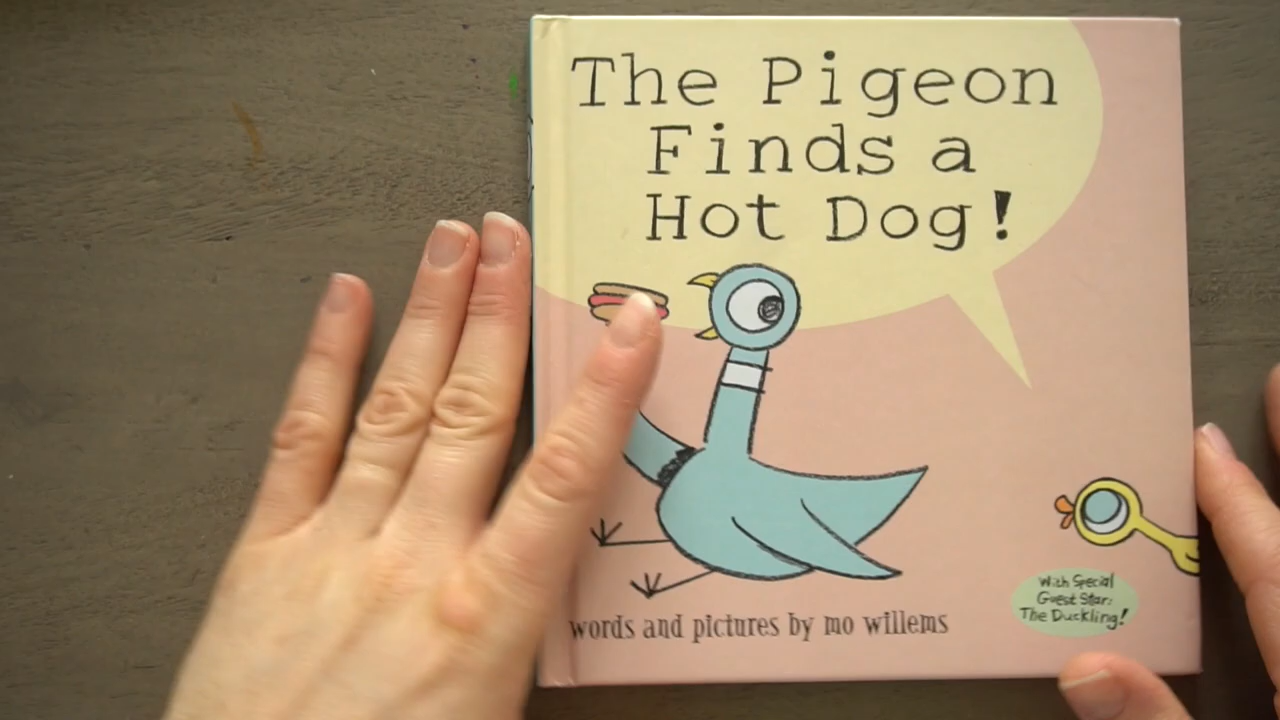 The Pigeon
Finds a
Hot Dog!
words and pictures by mo willems
With Special
Guest Star:
The Duckling!